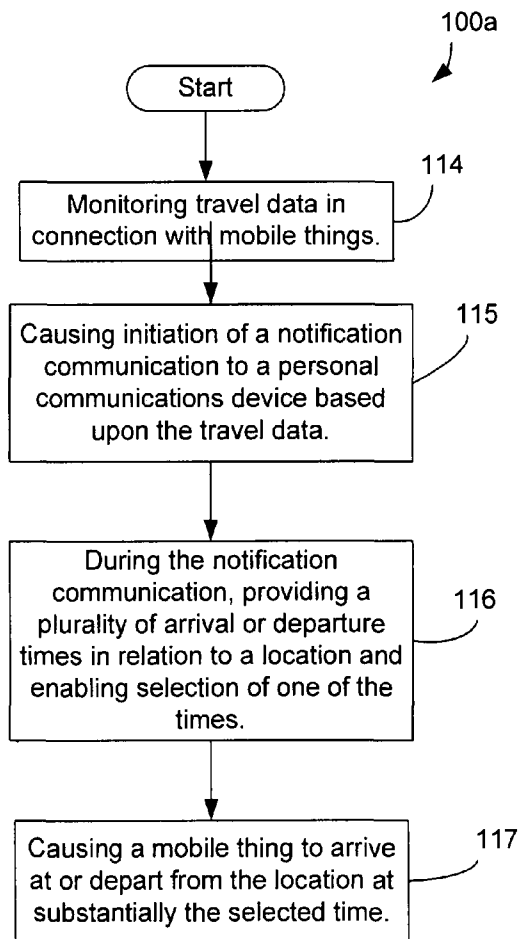 100a
Start
114
Monitoring travel data in
connection with mobile things.
115
Causing initiation of a notification
communication to a personal
communications device based
upon the travel data.
116
During the notification
communication, providing a
plurality of arrival or departure
times in relation to a location and
enabling selection of one of the
times.
117
Causing a mobile thing to arrive
at or depart from the location at
substantially the selected time.